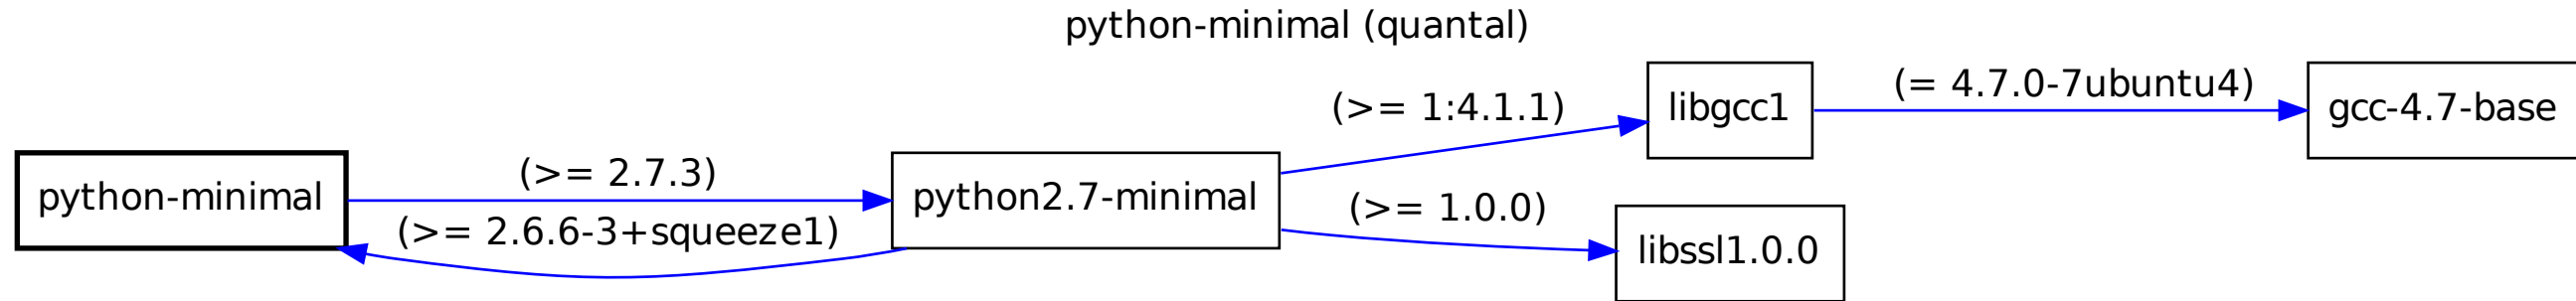 python-minimal (quantal)
(>= 1:4.1.1)
libgcc1
(= 4.7.0-7ubuntu4)
gcc-4.7-base
python-minimal
(>= 2.7.3)
(>= 2.6.6-3+squeeze1)
python2.7-minimal
(>= 1.0.0)
libssl1.0.0